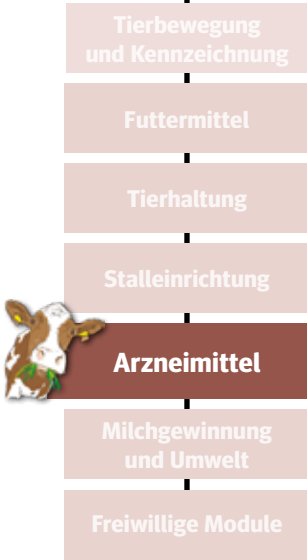 Tierbewegung
und Kennzeichnung
Futtermittel
Tierhaltung
Stalleinrichtung
Arzneimittel
Milchgewinnung
und Umwelt
Freiwillige Module